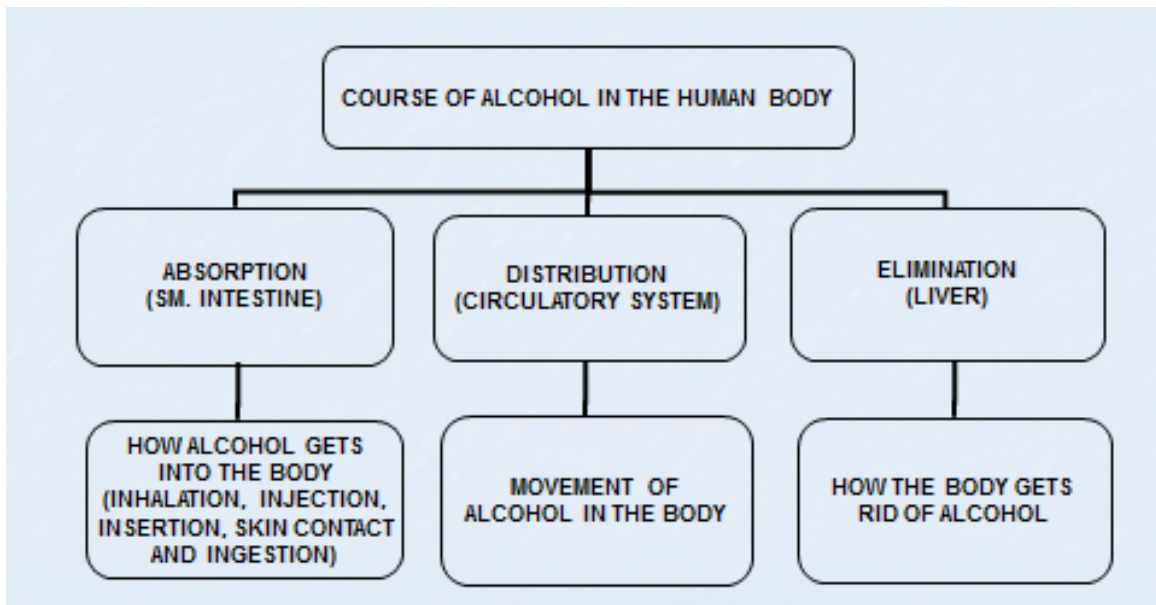 COURSE OF ALCOHOL IN THE HUMAN BODY
ABSORPTION
(SM. INTESTINE)
DISTRIBUTION
(CIRCULATORY SYSTEM)
ELIMINATION
(LIVER)
HOW ALCOHOL GETS
INTO THE BODY
(INHALATION, INJECTION,
INSERTION, SKIN CONTACT
AND INGESTION)
MOVEMENT OF
ALCOHOL IN THE BODY
HOW THE BODY GETS
RID OF ALCOHOL